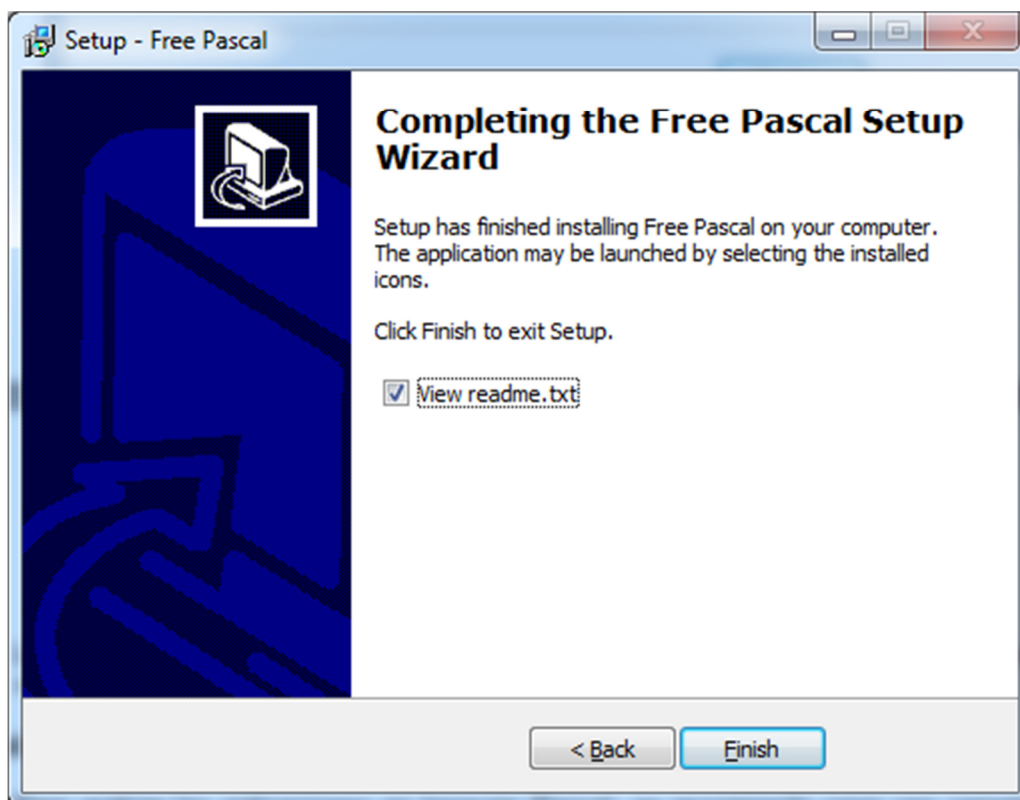 Setup - Free Pascal
Completing the Free Pascal Setup
Wizard
Setup has finished installing Free Pascal on your computer.
The application may be launched by selecting the installed
icons.
Click Finish to exit Setup.
View readme.txt
< Back
Finish